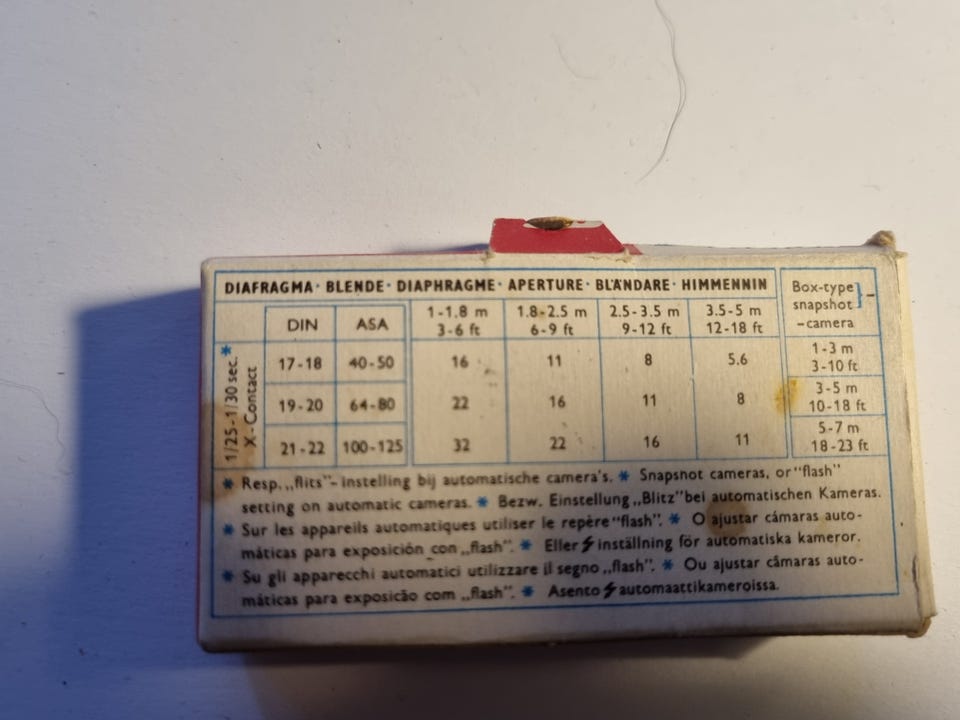 DIAFRAGMA · BLENDE · DIAPHRAGME · APERTURE · BLÄNDARE · HIMMENNIN
Box-type
snapshot } –
–camera
DIN ASA 1-1.8 m 1.8-2.5 m 2.5-3.5 m 3.5-5 m
3-6 ft 6-9 ft 9-12 ft 12-18 ft
1/25-1/30 sec.*
X-Contact
17-18 40-50 16 11 8 5.6 1-3 m
3-10 ft
19-20 64-80 22 16 11 8 3-5 m
10-18 ft
21-22 100-125 32 22 16 11 5-7 m
18-23 ft
* Resp. „flits"- instelling bij automatische camera's. * Snapshot cameras, or "flash"
setting on automatic cameras. * Bezw. Einstellung „Blitz" bei automatischen Kameras.
* Sur les appareils automatiques utiliser le repère "flash". * O ajustar cámaras auto-
máticas para exposición con „flash". * Eller ⚡ inställning för automatiska kameror.
* Su gli apparecchi automatici utilizzare il segno „flash". * Ou ajustar câmaras auto-
máticas para exposicão com „flash". * Asento ⚡ automaattikameroissa.